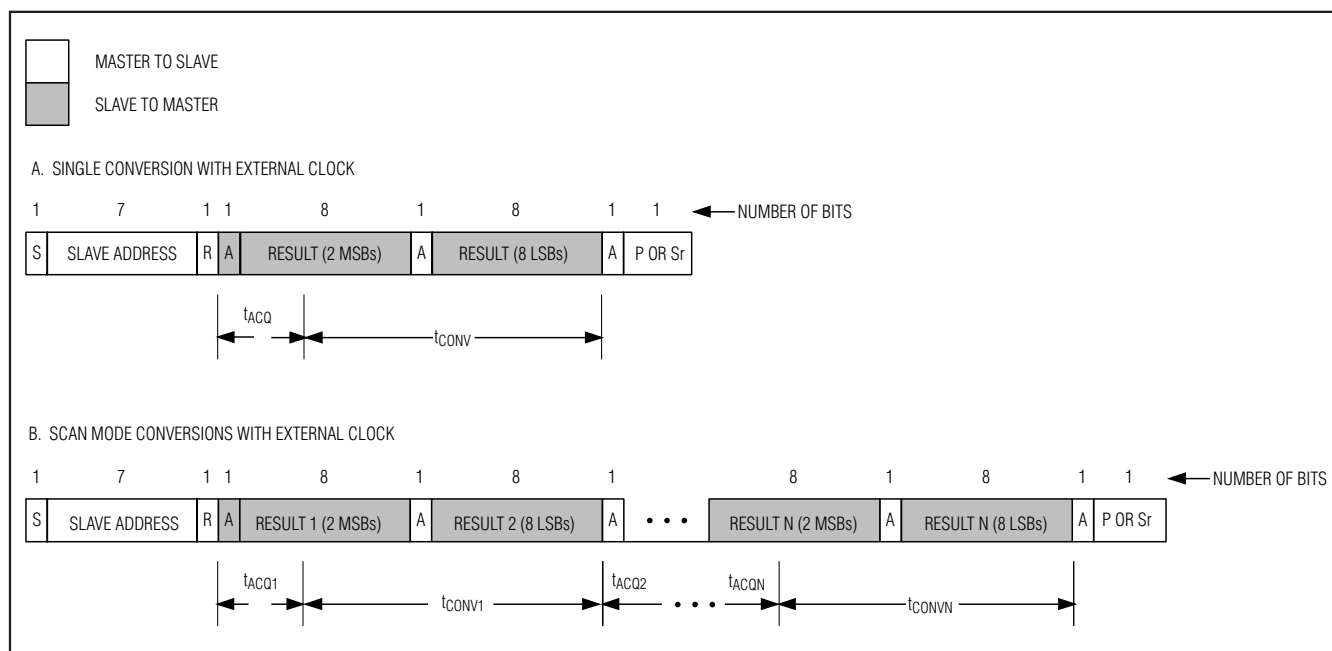 MASTER TO SLAVE
SLAVE TO MASTER
A. SINGLE CONVERSION WITH EXTERNAL CLOCK
1 7 1 1 8 1 8 1 1 NUMBER OF BITS
S SLAVE ADDRESS R A RESULT (2 MSBs) A RESULT (8 LSBs) A P OR Sr
tACQ
tCONV
B. SCAN MODE CONVERSIONS WITH EXTERNAL CLOCK
1 7 1 1 8 1 8 1 8 1 8 1 1 NUMBER OF BITS
S SLAVE ADDRESS R A RESULT 1 (2 MSBs) A RESULT 2 (8 LSBs) A • • • RESULT N (2 MSBs) A RESULT N (8 LSBs) A P OR Sr
tACQ1 tACQ2 tACQN
tCONV1 • • • tCONVN